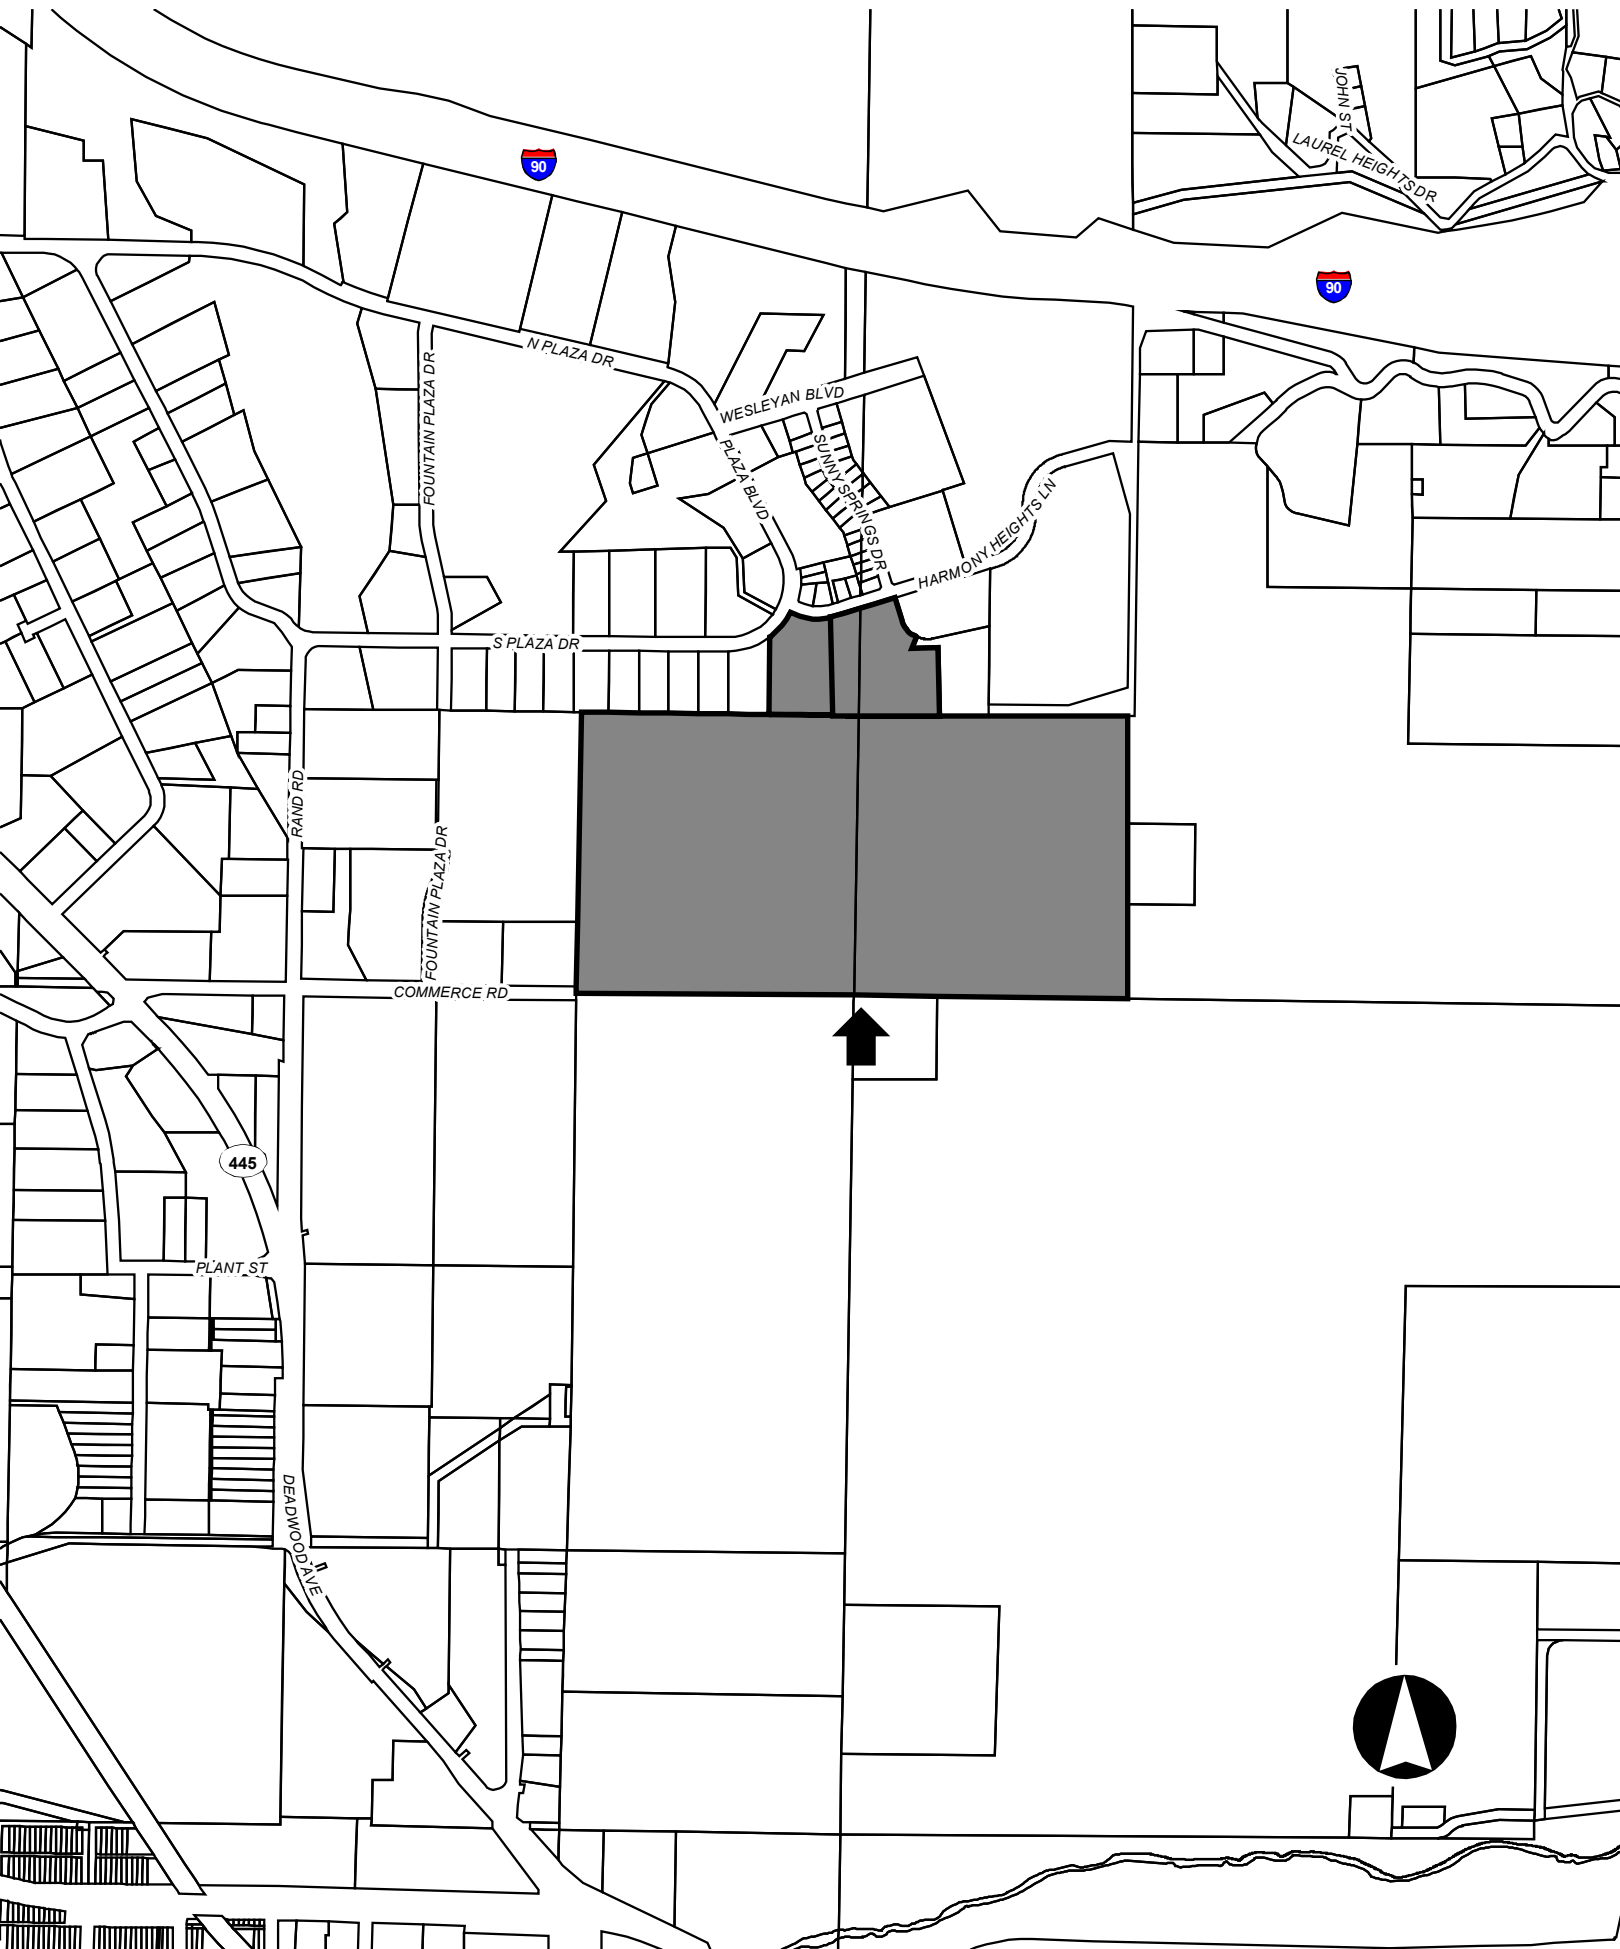 JOHN ST
LAUREL HEIGHTS DR
90
90
N PLAZA DR
FOUNTAIN PLAZA DR
WESLEYAN BLVD
PLAZA BLVD
SUNNY SPRINGS DR
HARMONY HEIGHTS LN
S PLAZA DR
RAND RD
FOUNTAIN PLAZA DR
COMMERCE RD
445
PLANT ST
DEADWOOD AVE